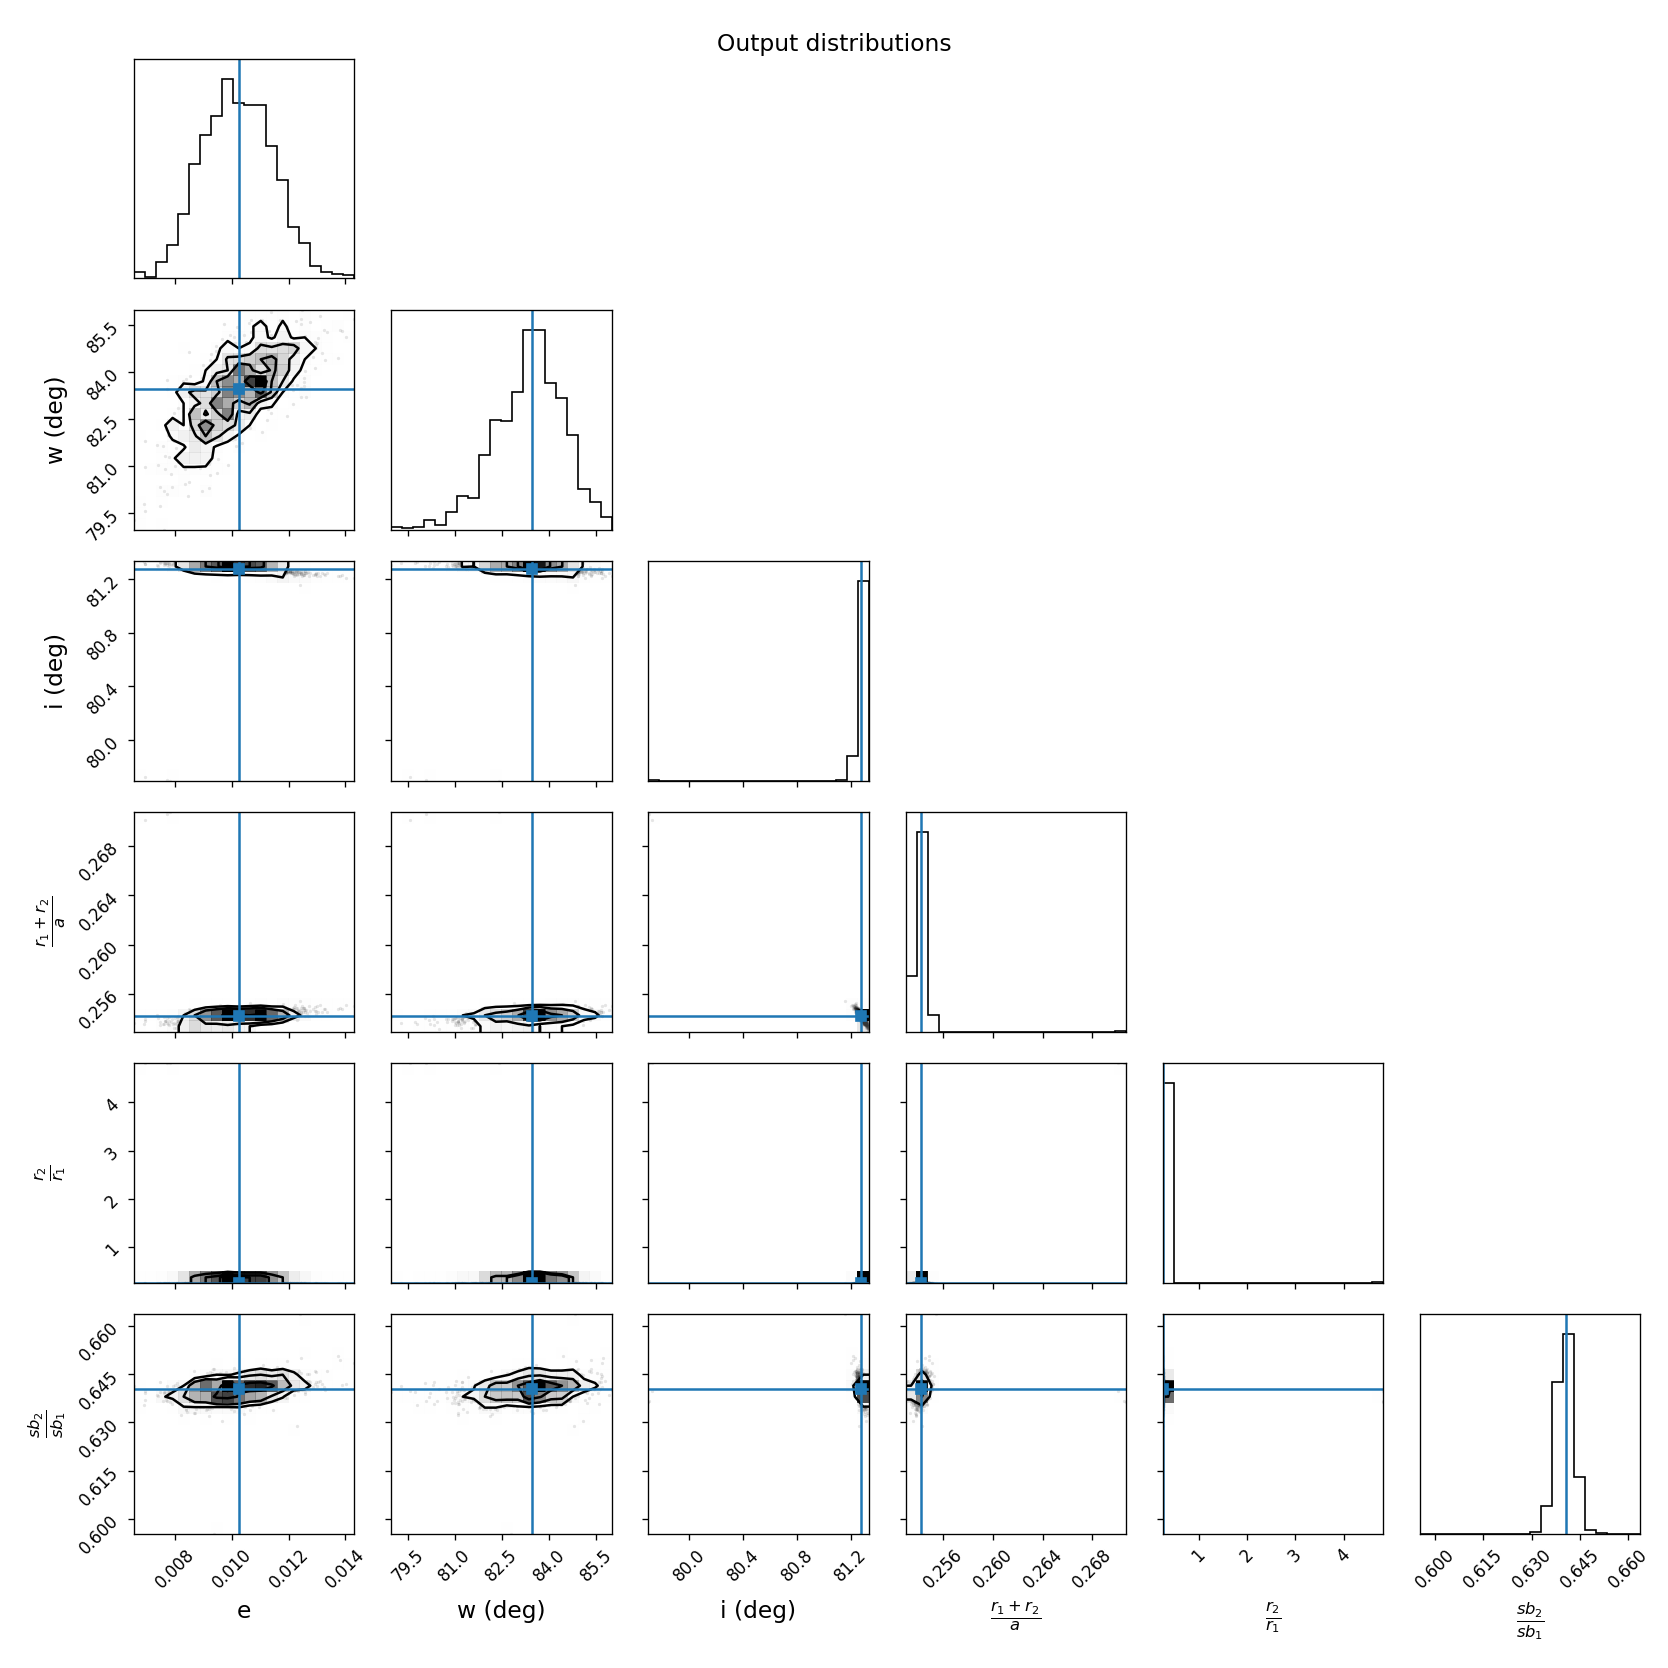 Output distributions
w (deg)
85.5
84.0
82.5
81.0
79.5
i (deg)
81.2
80.8
80.4
80.0
r₁ + r₂
a
0.268
0.264
0.260
0.256
r₂
r₁
4
3
2
1
sb₂
sb₁
0.660
0.645
0.630
0.615
0.600
0.008 0.010 0.012 0.014 79.5 81.0 82.5 84.0 85.5 80.0 80.4 80.8 81.2 0.256 0.260 0.264 0.268 1 2 3 4 0.600 0.615 0.630 0.645 0.660
e w (deg) i (deg) r₁ + r₂ r₂ sb₂
a r₁ sb₁